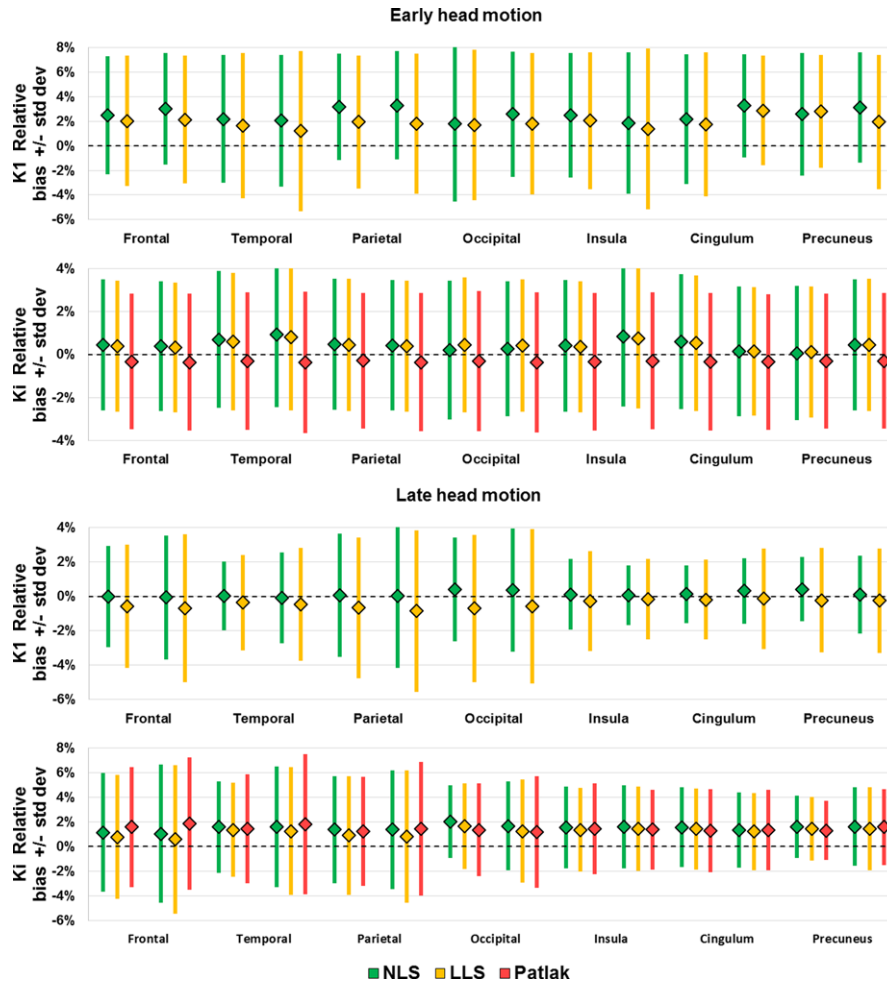 Early head motion
K1 Relative
bias +/- std dev
8%
6%
4%
2%
0%
-2%
-4%
-6%
Frontal Temporal Parietal Occipital Insula Cingulum Precuneus
Ki Relative
bias +/- std dev
4%
2%
0%
-2%
-4%
Frontal Temporal Parietal Occipital Insula Cingulum Precuneus
Late head motion
K1 Relative
bias +/- std dev
4%
2%
0%
-2%
-4%
-6%
Frontal Temporal Parietal Occipital Insula Cingulum Precuneus
Ki Relative
bias +/- std dev
8%
6%
4%
2%
0%
-2%
-4%
-6%
Frontal Temporal Parietal Occipital Insula Cingulum Precuneus
NLS LLS Patlak